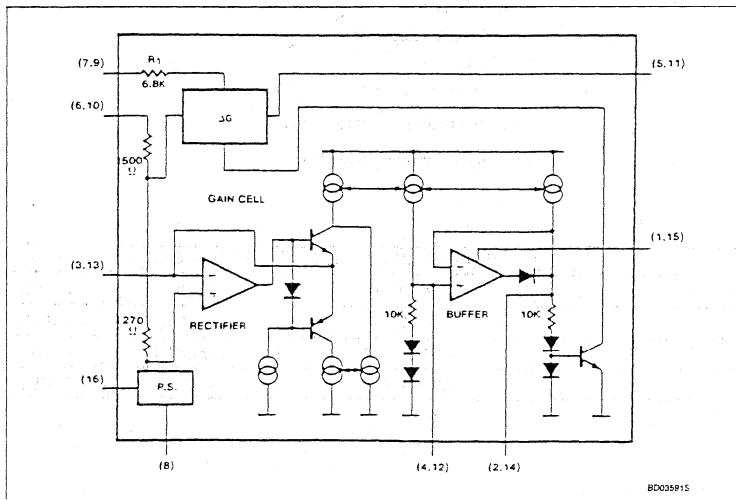 (7,9)
R1
6.8K
(5,11)
(6,10)
ΔG
1500
Ω
GAIN CELL
(3,13)
(1,15)
−
+
−
+
10K
10K
RECTIFIER
BUFFER
270
Ω
(16)
P.S.
(8)
(4,12)
(2,14)
BD03591S